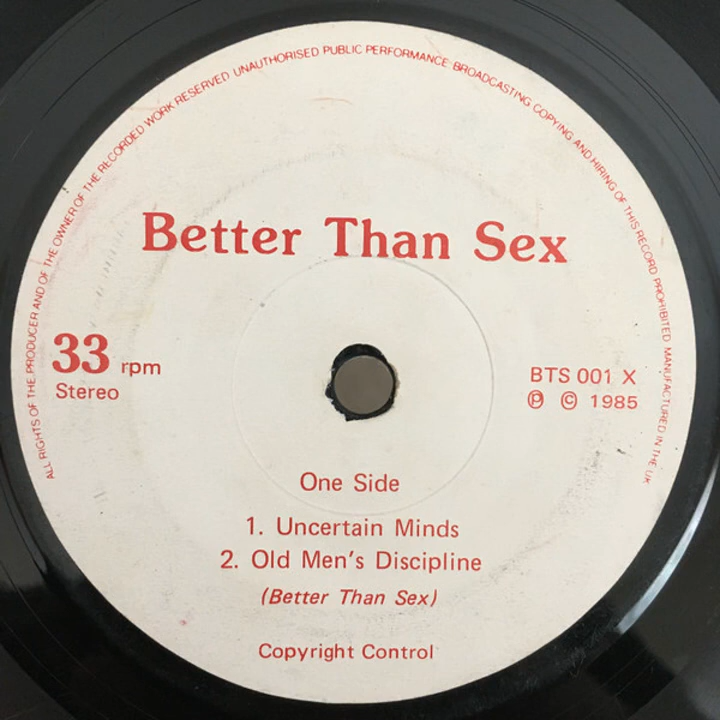 ALL RIGHTS OF THE PRODUCER AND OF THE OWNER OF THE RECORDED WORK RESERVED UNAUTHORISED PUBLIC PERFORMANCE BROADCASTING COPYING AND HIRING OF THIS RECORD PROHIBITED MANUFACTURED IN THE UK
Better Than Sex
33 rpm
Stereo
BTS 001 X
℗ © 1985
One Side
1. Uncertain Minds
2. Old Men's Discipline
(Better Than Sex)
Copyright Control